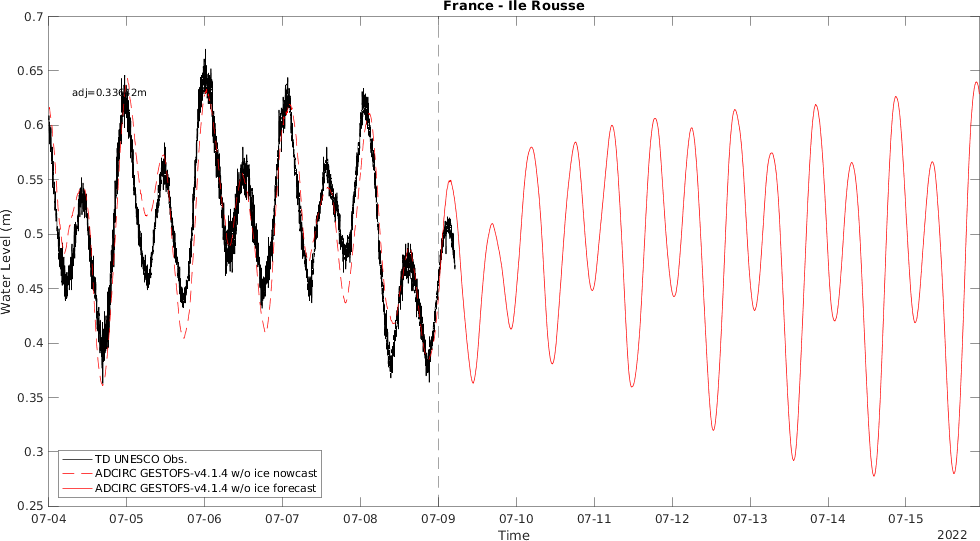 France - Ile Rousse
0.7
0.65
0.6
0.55
0.5
0.45
0.4
0.35
0.3
0.25
Water Level (m)
TD UNESCO Obs.
ADCIRC GESTOFS-v4.1.4 w/o ice nowcast
ADCIRC GESTOFS-v4.1.4 w/o ice forecast
07-04 07-05 07-06 07-07 07-08 07-09 07-10 07-11 07-12 07-13 07-14 07-15
Time
2022